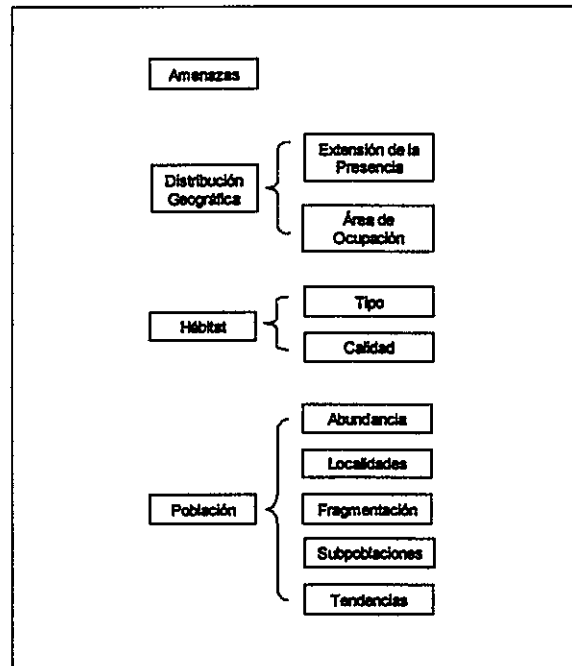 Amenazas
Distribución
Geográfica
Extensión de la
Presencia
Área de
Ocupación
Hábitat
Tipo
Calidad
Población
Abundancia
Localidades
Fragmentación
Subpoblaciones
Tendencias